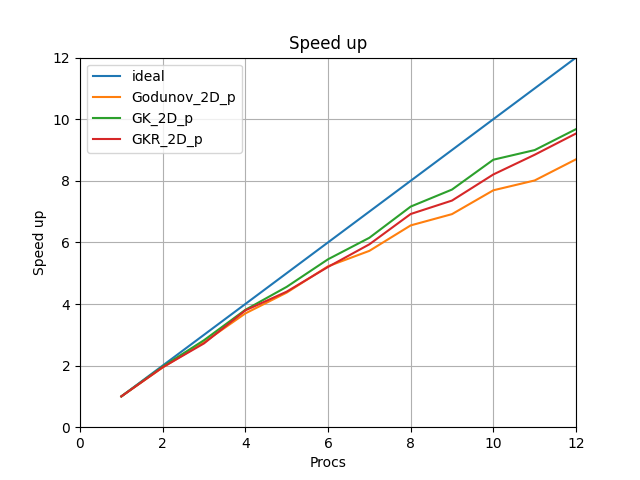 Speed up
ideal
Godunov_2D_p
GK_2D_p
GKR_2D_p
12
10
8
6
4
2
0
Speed up
0 2 4 6 8 10 12
Procs